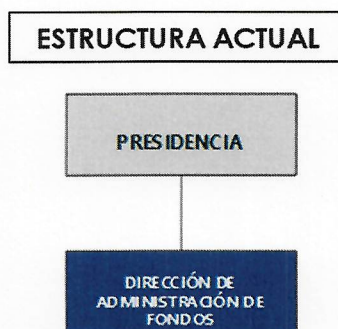 ESTRUCTURA ACTUAL
PRESIDENCIA
DIRECCIÓN DE
ADMINISTRACIÓN DE
FONDOS